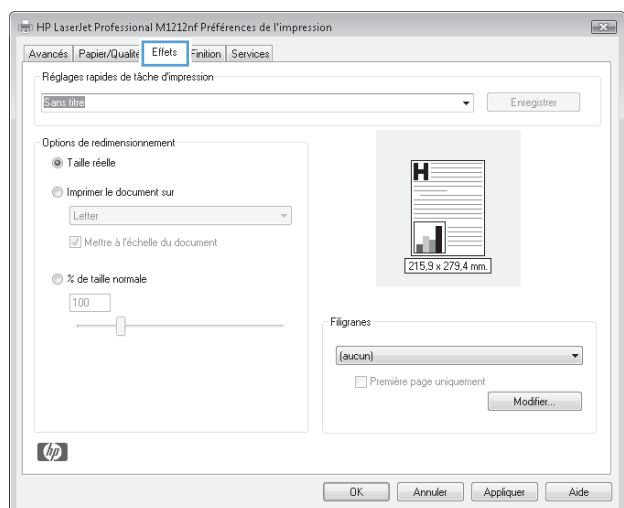 HP LaserJet Professional M1212nf Préférences de l'impression
Avancés Papier/Qualité Effets Finition Services
Réglages rapides de tâche d'impression
Sans titre
Enregistrer
Options de redimensionnement
Taille réelle
Imprimer le document sur
Letter
Mettre à l'échelle du document
% de taille normale
100
H
215,9 x 279,4 mm.
Filigranes
(aucun)
Première page uniquement
Modifier...
hp
OK Annuler Appliquer Aide